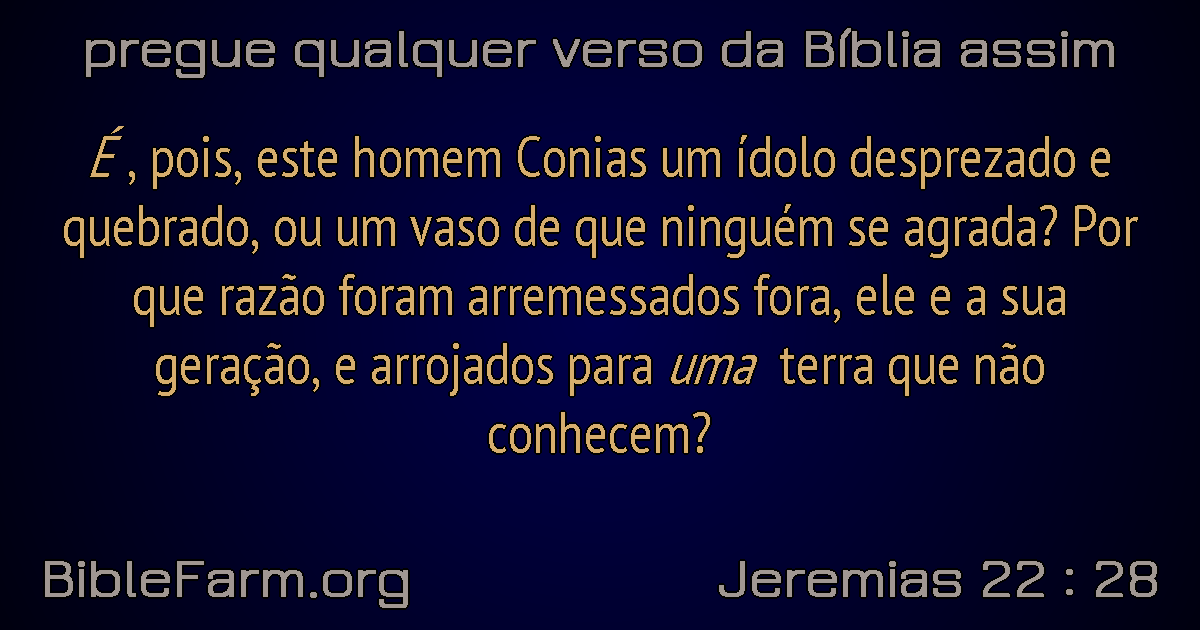 pregue qualquer verso da Bíblia assim
É , pois, este homem Conias um ídolo desprezado e
quebrado, ou um vaso de que ninguém se agrada? Por
que razão foram arremessados fora, ele e a sua
geração, e arrojados para uma terra que não
conhecem?
BibleFarm.org
Jeremias 22 : 28